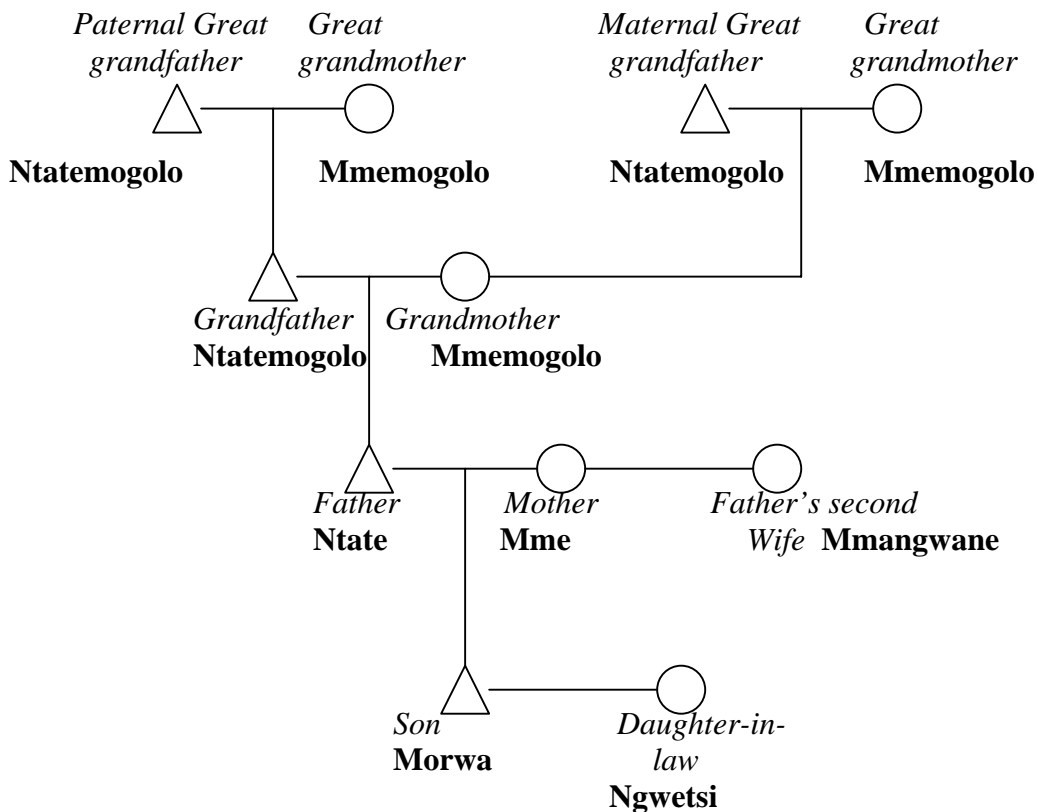 Paternal Great Great Maternal Great Great
grandfather grandmother grandfather grandmother
Ntatemogolo Mmemogolo Ntatemogolo Mmemogolo
Grandfather Grandmother
Ntatemogolo Mmemogolo
Father Mother Father's second
Ntate Mme Wife Mmangwane
Son Daughter-in-
Morwa law
Ngwetsi